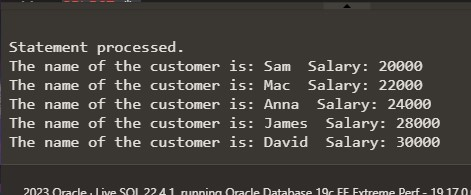 Statement processed.
The name of the customer is: Sam  Salary: 20000
The name of the customer is: Mac  Salary: 22000
The name of the customer is: Anna  Salary: 24000
The name of the customer is: James  Salary: 28000
The name of the customer is: David  Salary: 30000
2023 Oracle · Live SQL 22.4.1, running Oracle Database 19c EE Extreme Perf - 19.17.0